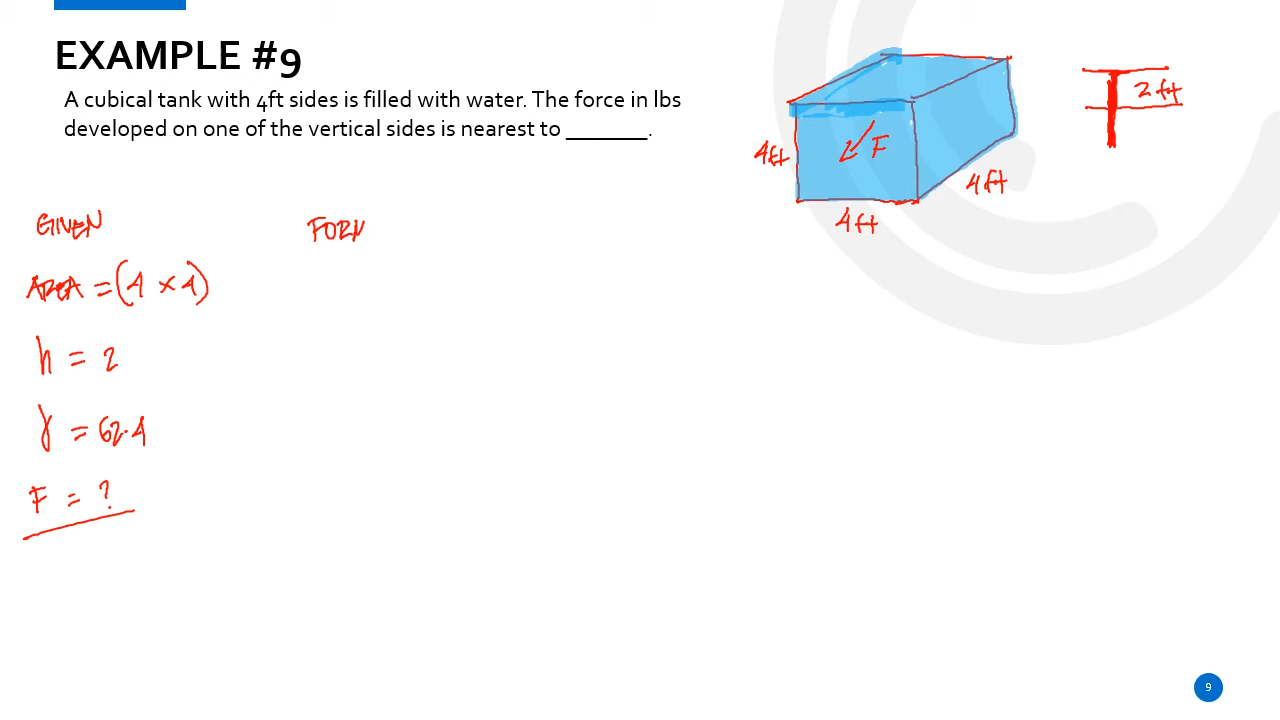 EXAMPLE #9
A cubical tank with 4ft sides is filled with water. The force in lbs
developed on one of the vertical sides is nearest to ________.
4ft
F
4ft
4ft
2 ft
GIVEN
FORM
AREA = (4 × 4)
h = 2
γ = 62.4
F = ?
9